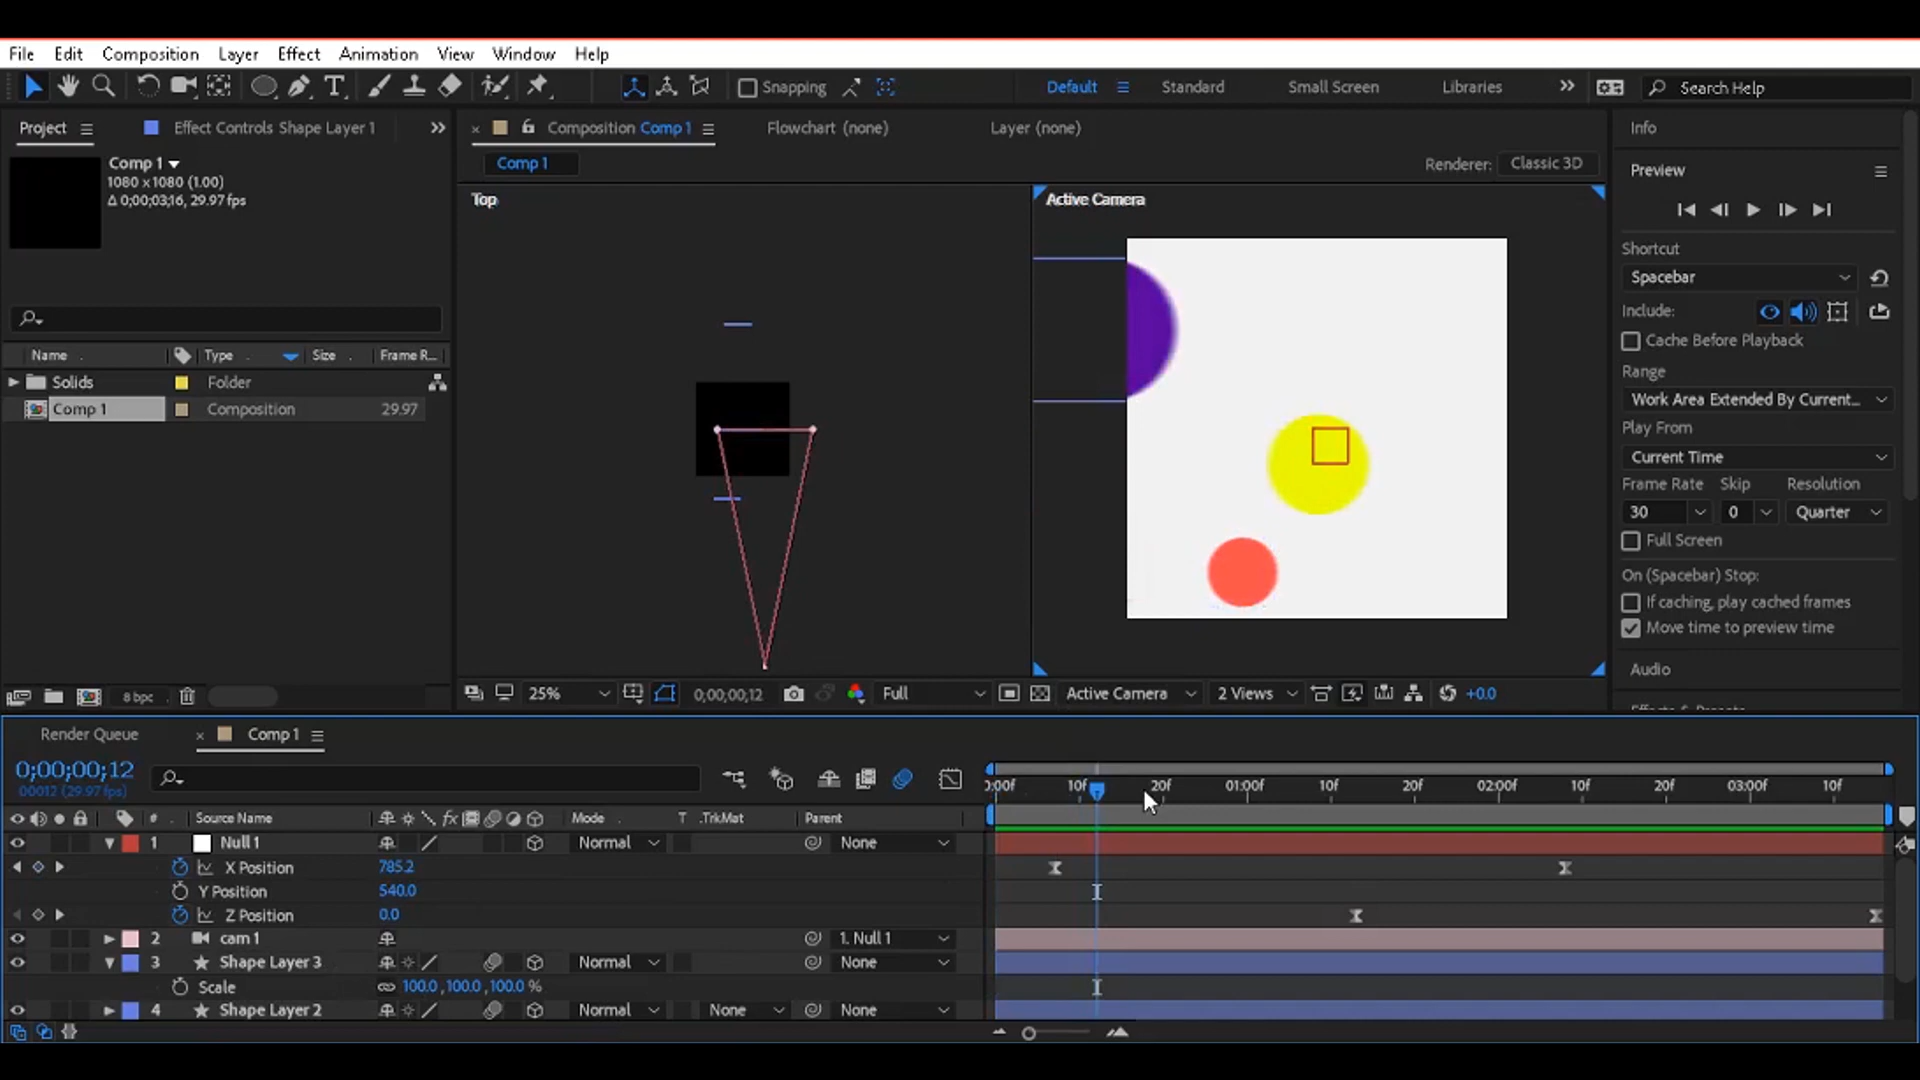 File Edit Composition Layer Effect Animation View Window Help
Snapping Default Standard Small Screen Libraries Search Help
Project Effect Controls Shape Layer 1
Composition Comp 1 Flowchart (none) Layer (none)
Info
Comp 1
1080 x 1080 (1.00)
Δ 0;00;03;16, 29.97 fps
Comp 1 Renderer: Classic 3D
Preview
Top Active Camera
Shortcut
Spacebar
Include:
Cache Before Playback
Name Type Size Frame R...
Solids Folder
Comp 1 Composition 29.97
Range
Work Area Extended By Current...
Play From
Current Time
Frame Rate Skip Resolution
30 0 Quarter
Full Screen
On (Spacebar) Stop:
If caching, play cached frames
Move time to preview time
Audio
8 bpc 25% 0;00;00;12 Full Active Camera 2 Views +0.0
Render Queue Comp 1
0;00;00;12
00012 (29.97 fps)
0:00f 10f 20f 01:00f 10f 20f 02:00f 10f 20f 03:00f 10f
# Source Name fx Mode T .TrkMat Parent
1 Null 1 Normal None
X Position 785.2
Y Position 540.0
Z Position 0.0
2 cam 1 1. Null 1
3 Shape Layer 3 Normal None
Scale 100.0,100.0,100.0 %
4 Shape Layer 2 Normal None None